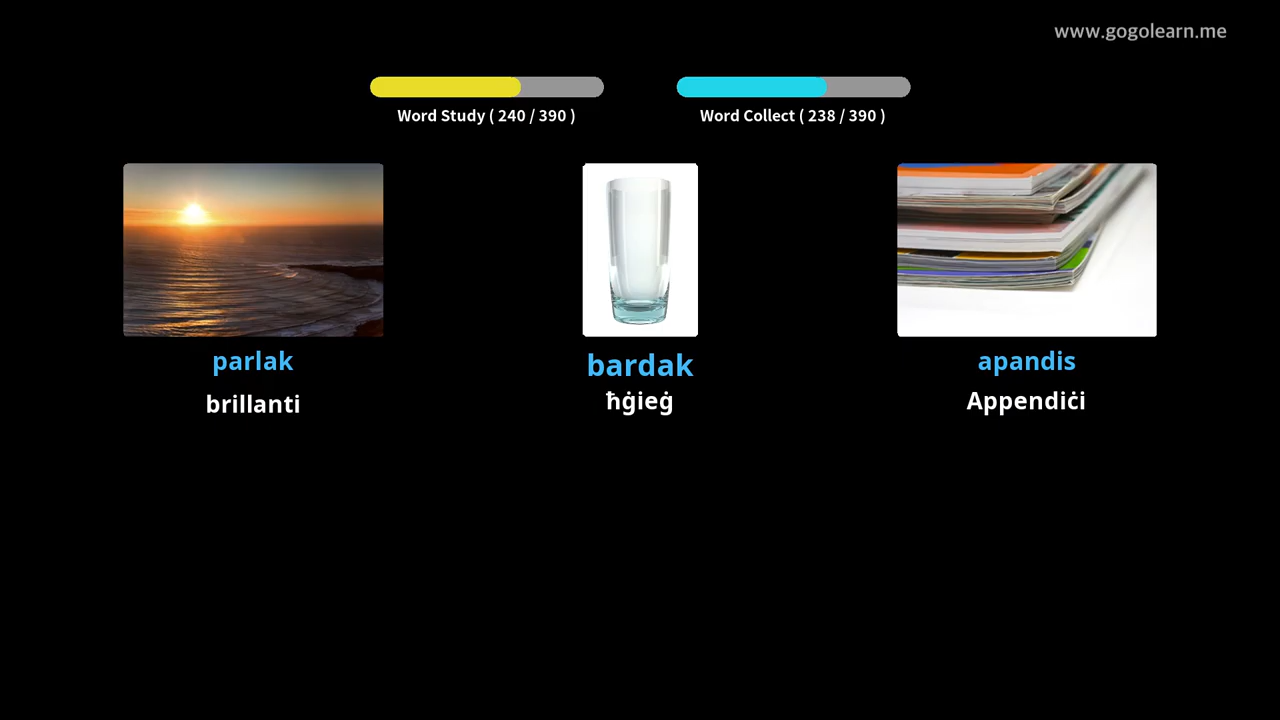 www.gogolearn.me
Word Study ( 240 / 390 )
Word Collect ( 238 / 390 )
parlak
bardak
apandis
brillanti
ħġieġ
Appendiċi